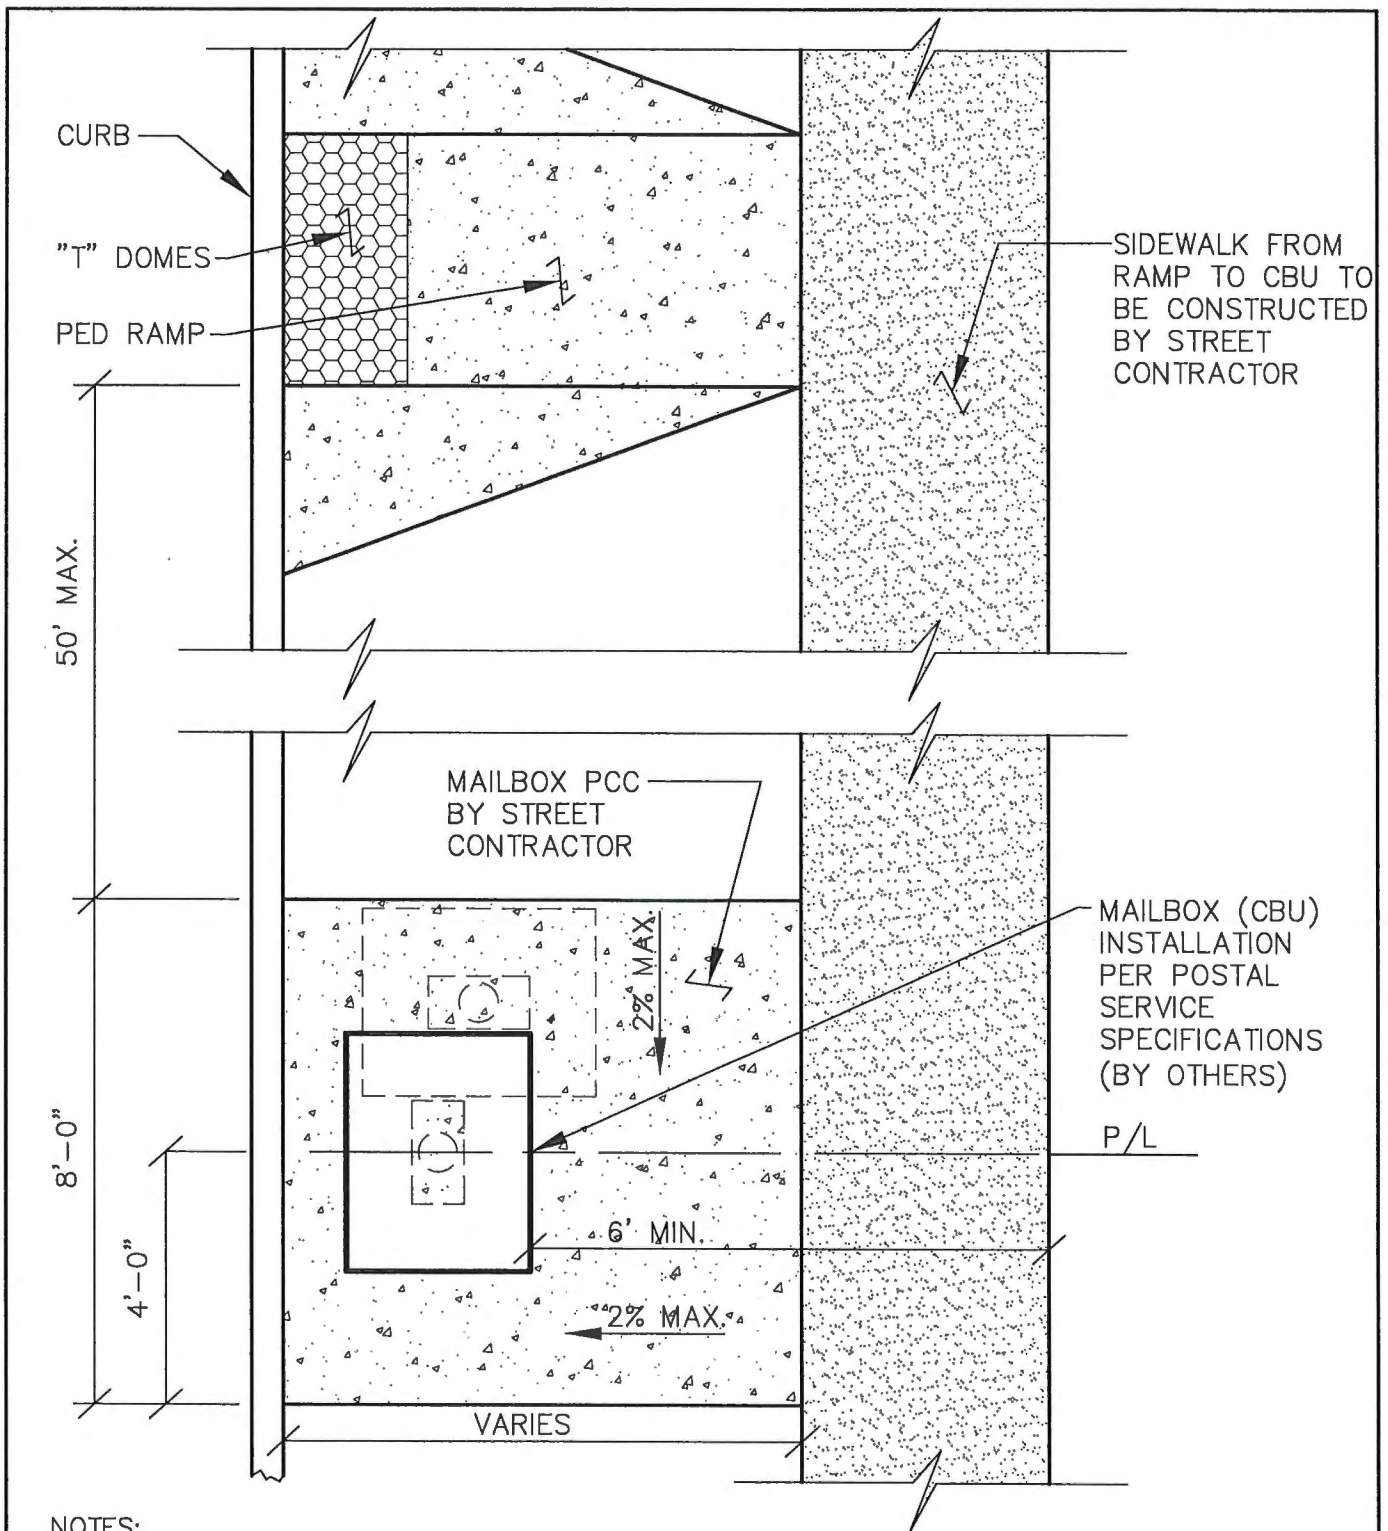 CURB
"T" DOMES
PED RAMP
SIDEWALK FROM
RAMP TO CBU TO
BE CONSTRUCTED
BY STREET
CONTRACTOR
50' MAX.
MAILBOX PCC
BY STREET
CONTRACTOR
2% MAX.
MAILBOX (CBU)
INSTALLATION
PER POSTAL
SERVICE
SPECIFICATIONS
(BY OTHERS)
P/L
8'-0"
4'-0"
6' MIN.
2% MAX.
VARIES
NOTES: